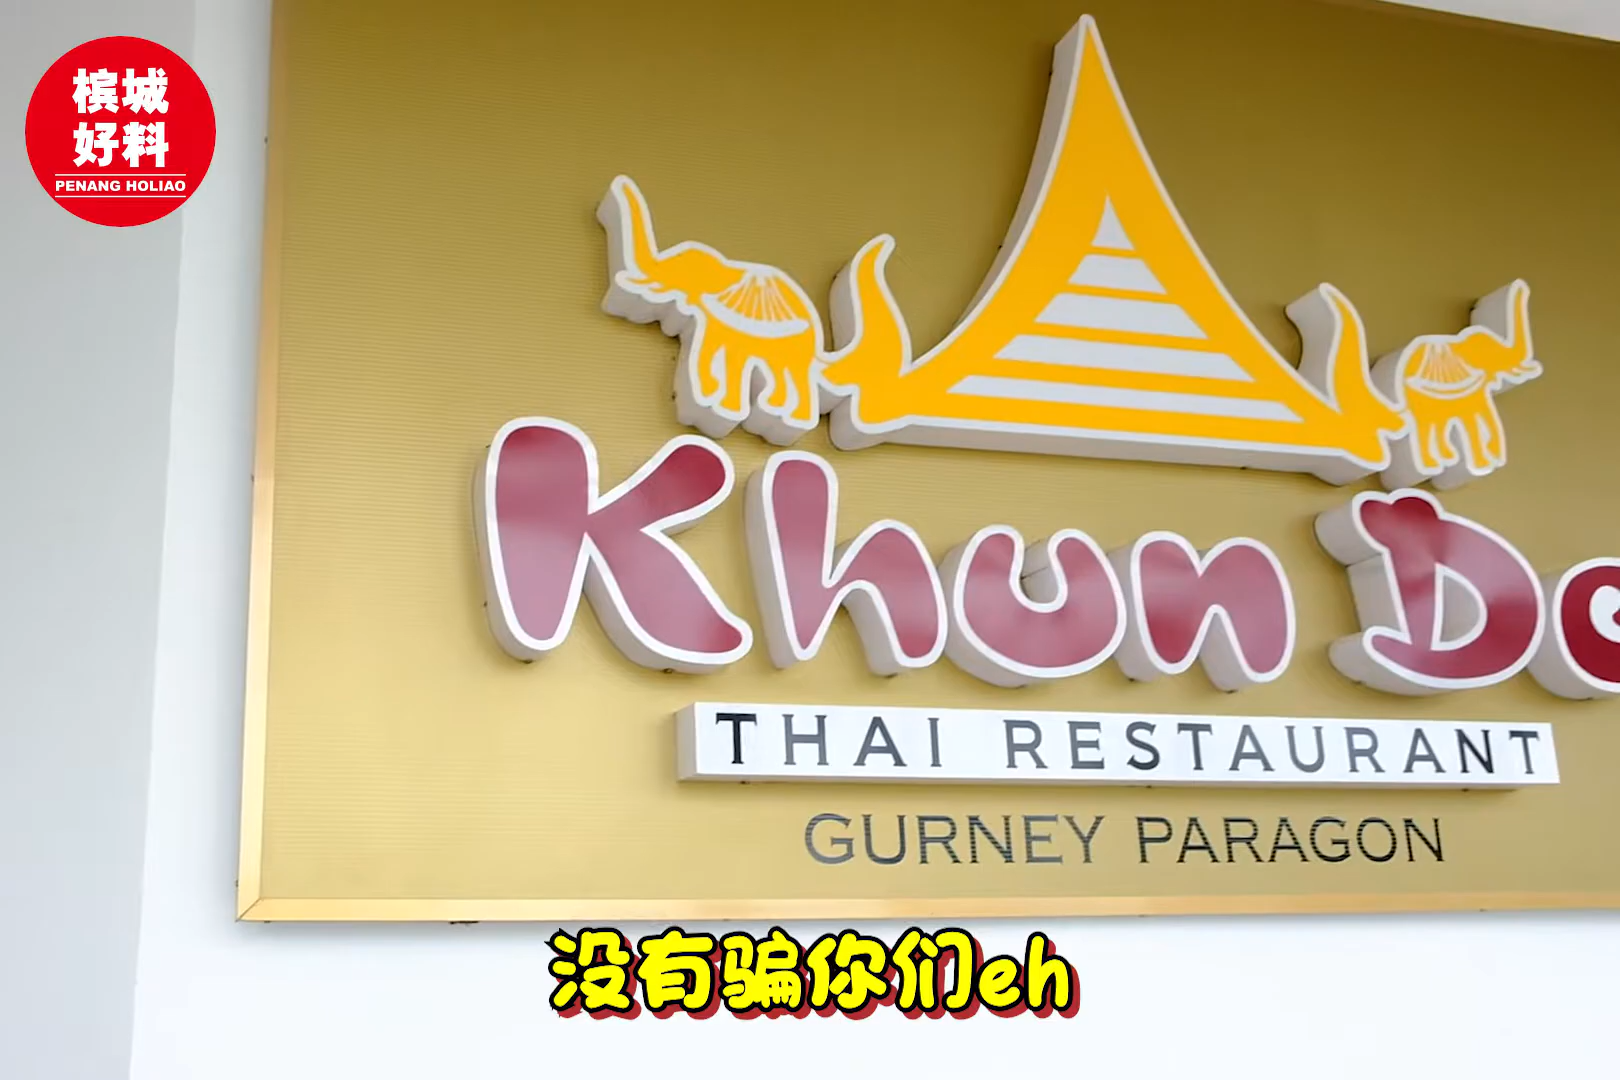 槟城
好料
PENANG HOLIAO
Khun
THAI RESTAURANT
GURNEY PARAGON
没有骗你们eh